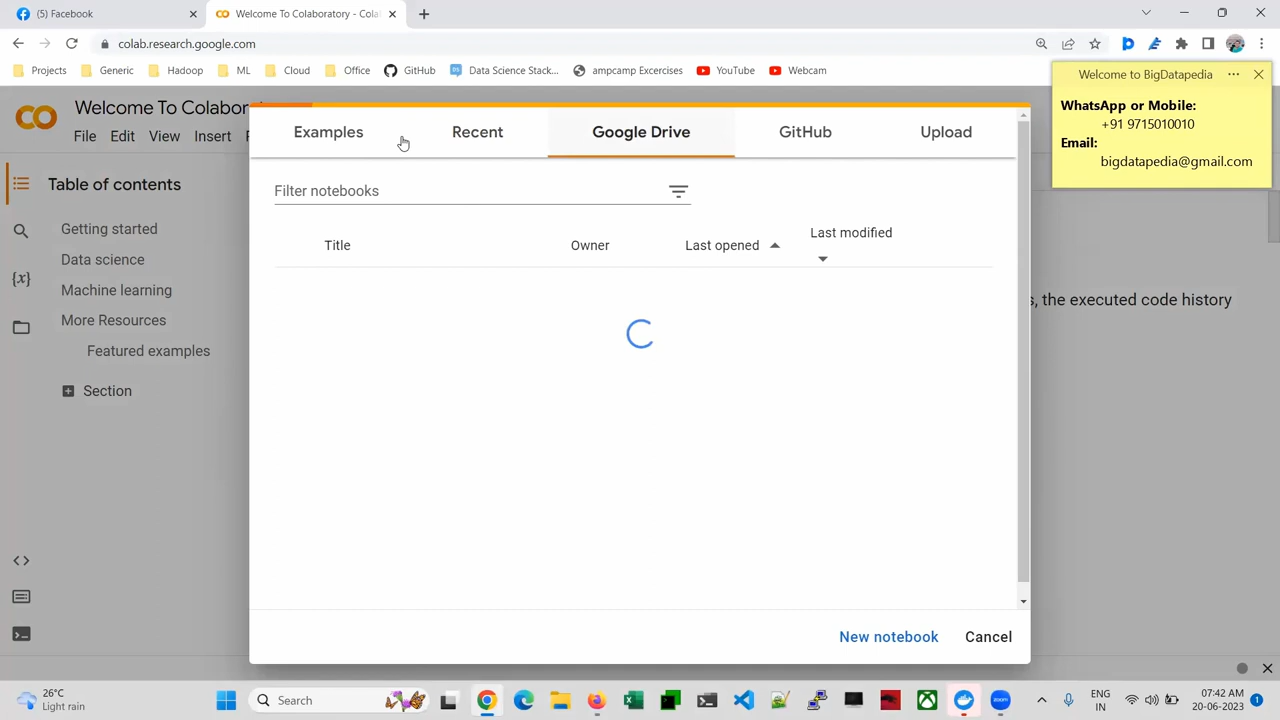 (5) Facebook
Welcome To Colaboratory - Cola
colab.research.google.com
Projects
Generic
Hadoop
ML
Cloud
Office
GitHub
Data Science Stack...
ampcamp Excercises
YouTube
Webcam
Welcome to BigDatapedia
WhatsApp or Mobile:
+91 9715010010
Email:
bigdatapedia@gmail.com
CO
Welcome To Colabor
File Edit View Insert
Examples
Recent
Google Drive
GitHub
Upload
Table of contents
Getting started
Data science
Machine learning
More Resources
Featured examples
Section
Filter notebooks
Title
Owner
Last opened
Last modified
s, the executed code history
New notebook
Cancel
26°C
Light rain
Search
ENG
IN
07:42 AM
20-06-2023
1